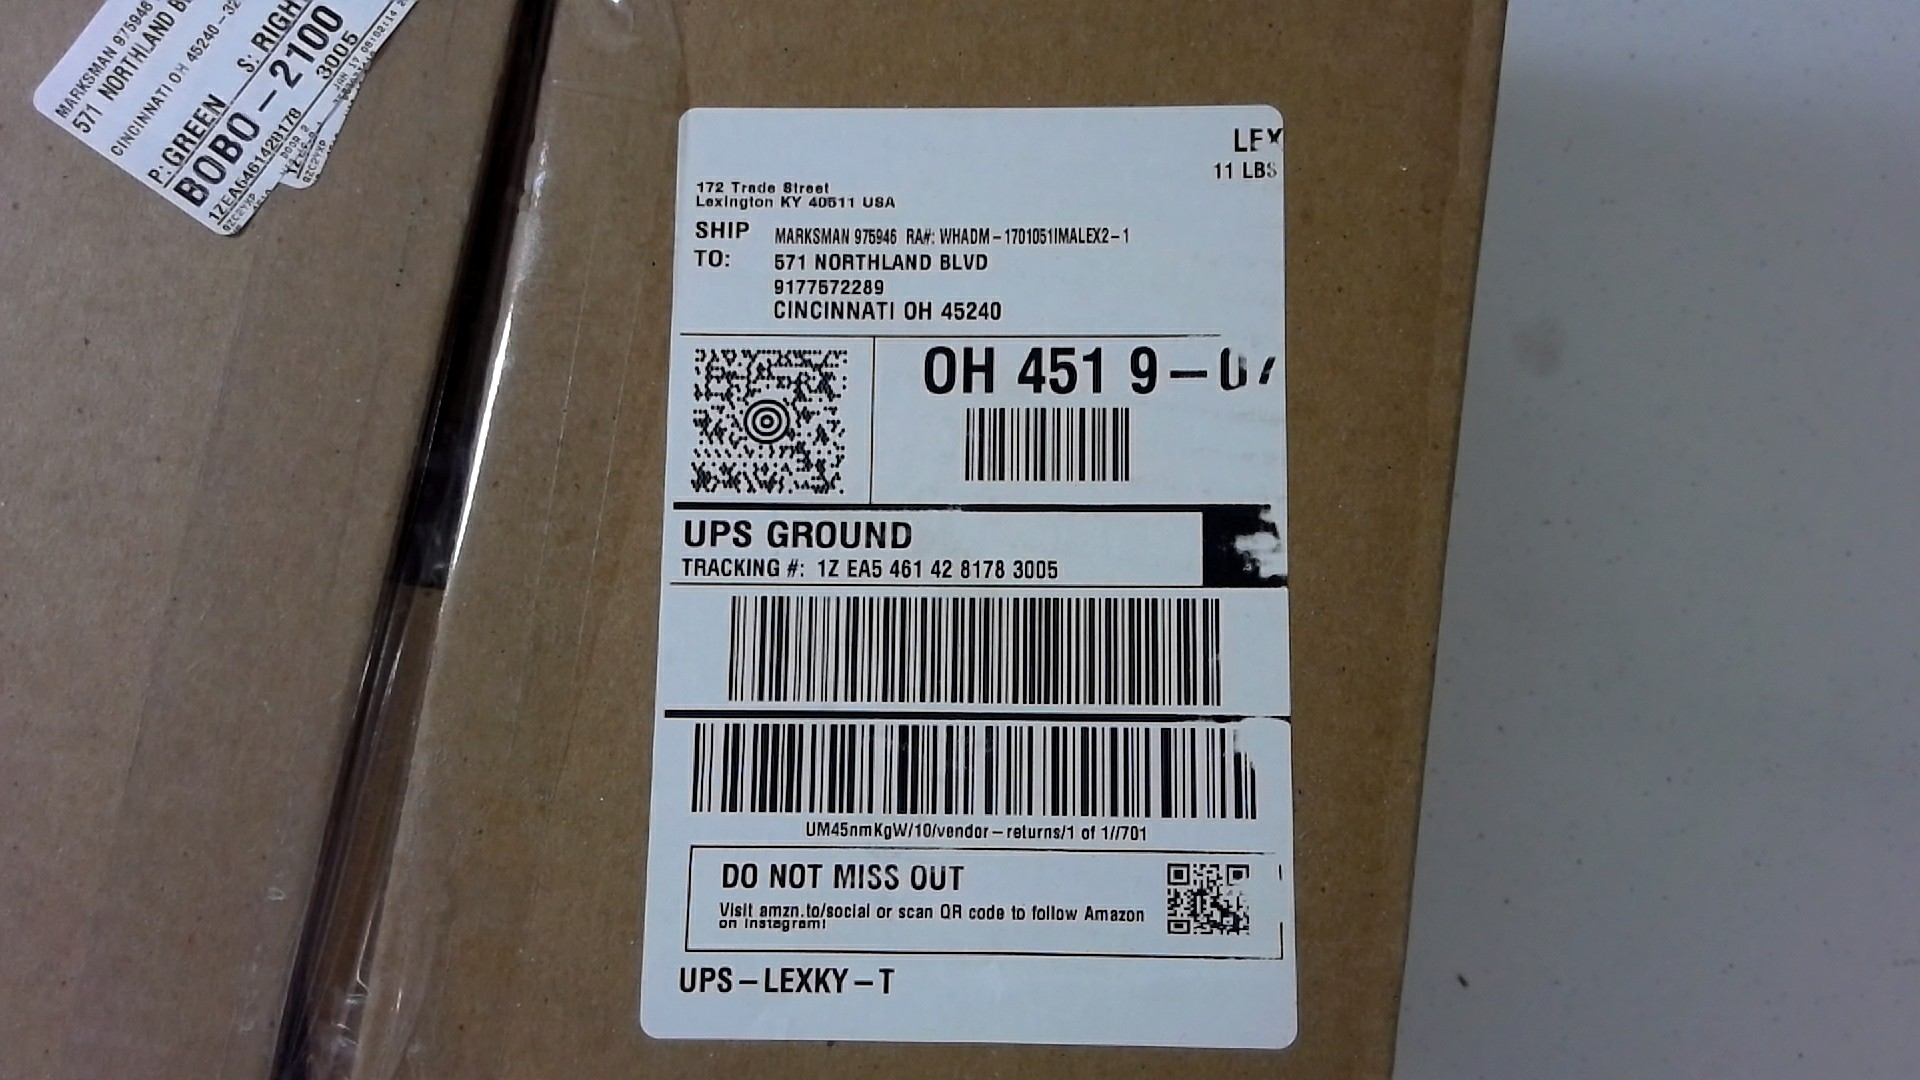 MARKSMAN 975946
571 NORTHLAND
CINCINNATI OH 45240-32
P: GREEN S: RIGH
BOBO-2100
1ZEA54614281783005
LEX
11 LBS
172 Trade Street
Lexington KY 40511 USA
SHIP TO: MARKSMAN 975946 RA#: WHADM-1701051IMALEX2-1
571 NORTHLAND BLVD
9177572289
CINCINNATI OH 45240
OH 451 9-0
UPS GROUND
TRACKING #: 1Z EA5 461 42 8178 3005
UM45nmKgW/10/vendor-returns/1 of 1//701
DO NOT MISS OUT
Visit amzn.to/social or scan QR code to follow Amazon
on Instagram!
UPS-LEXKY-T